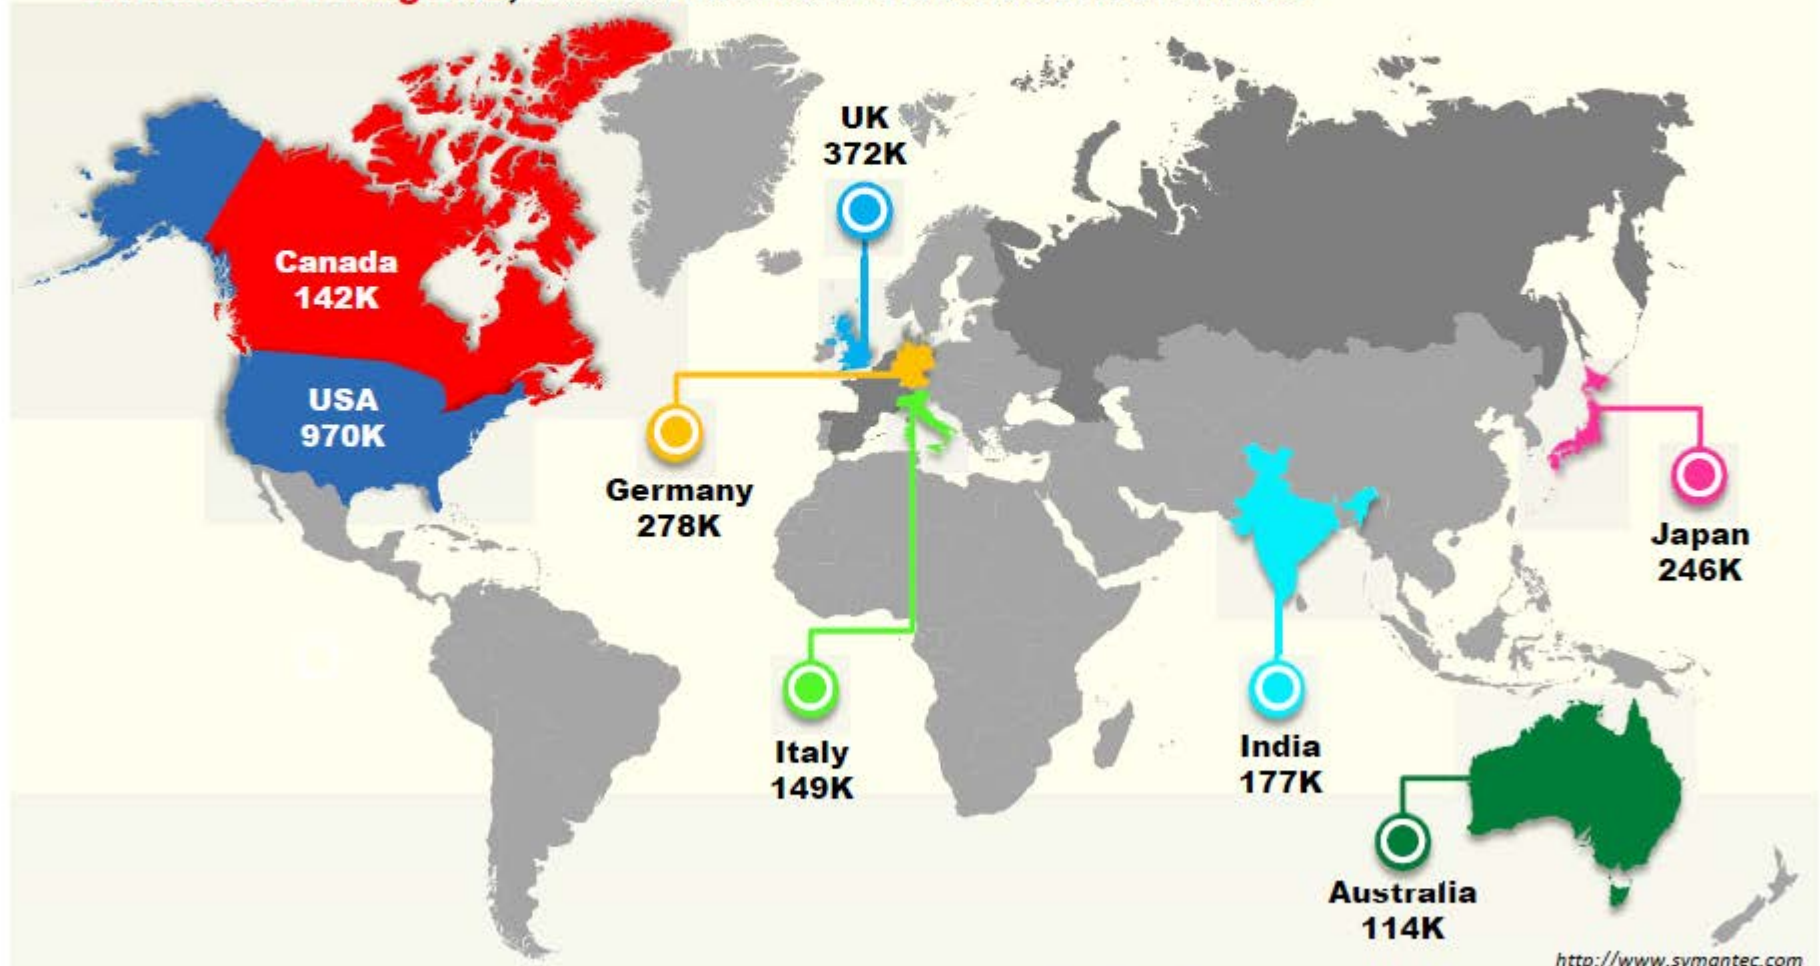 UK
372K
Canada
142K
USA
970K
Germany
278K
Japan
246K
Italy
149K
India
177K
Australia
114K
http://www.symantec.com